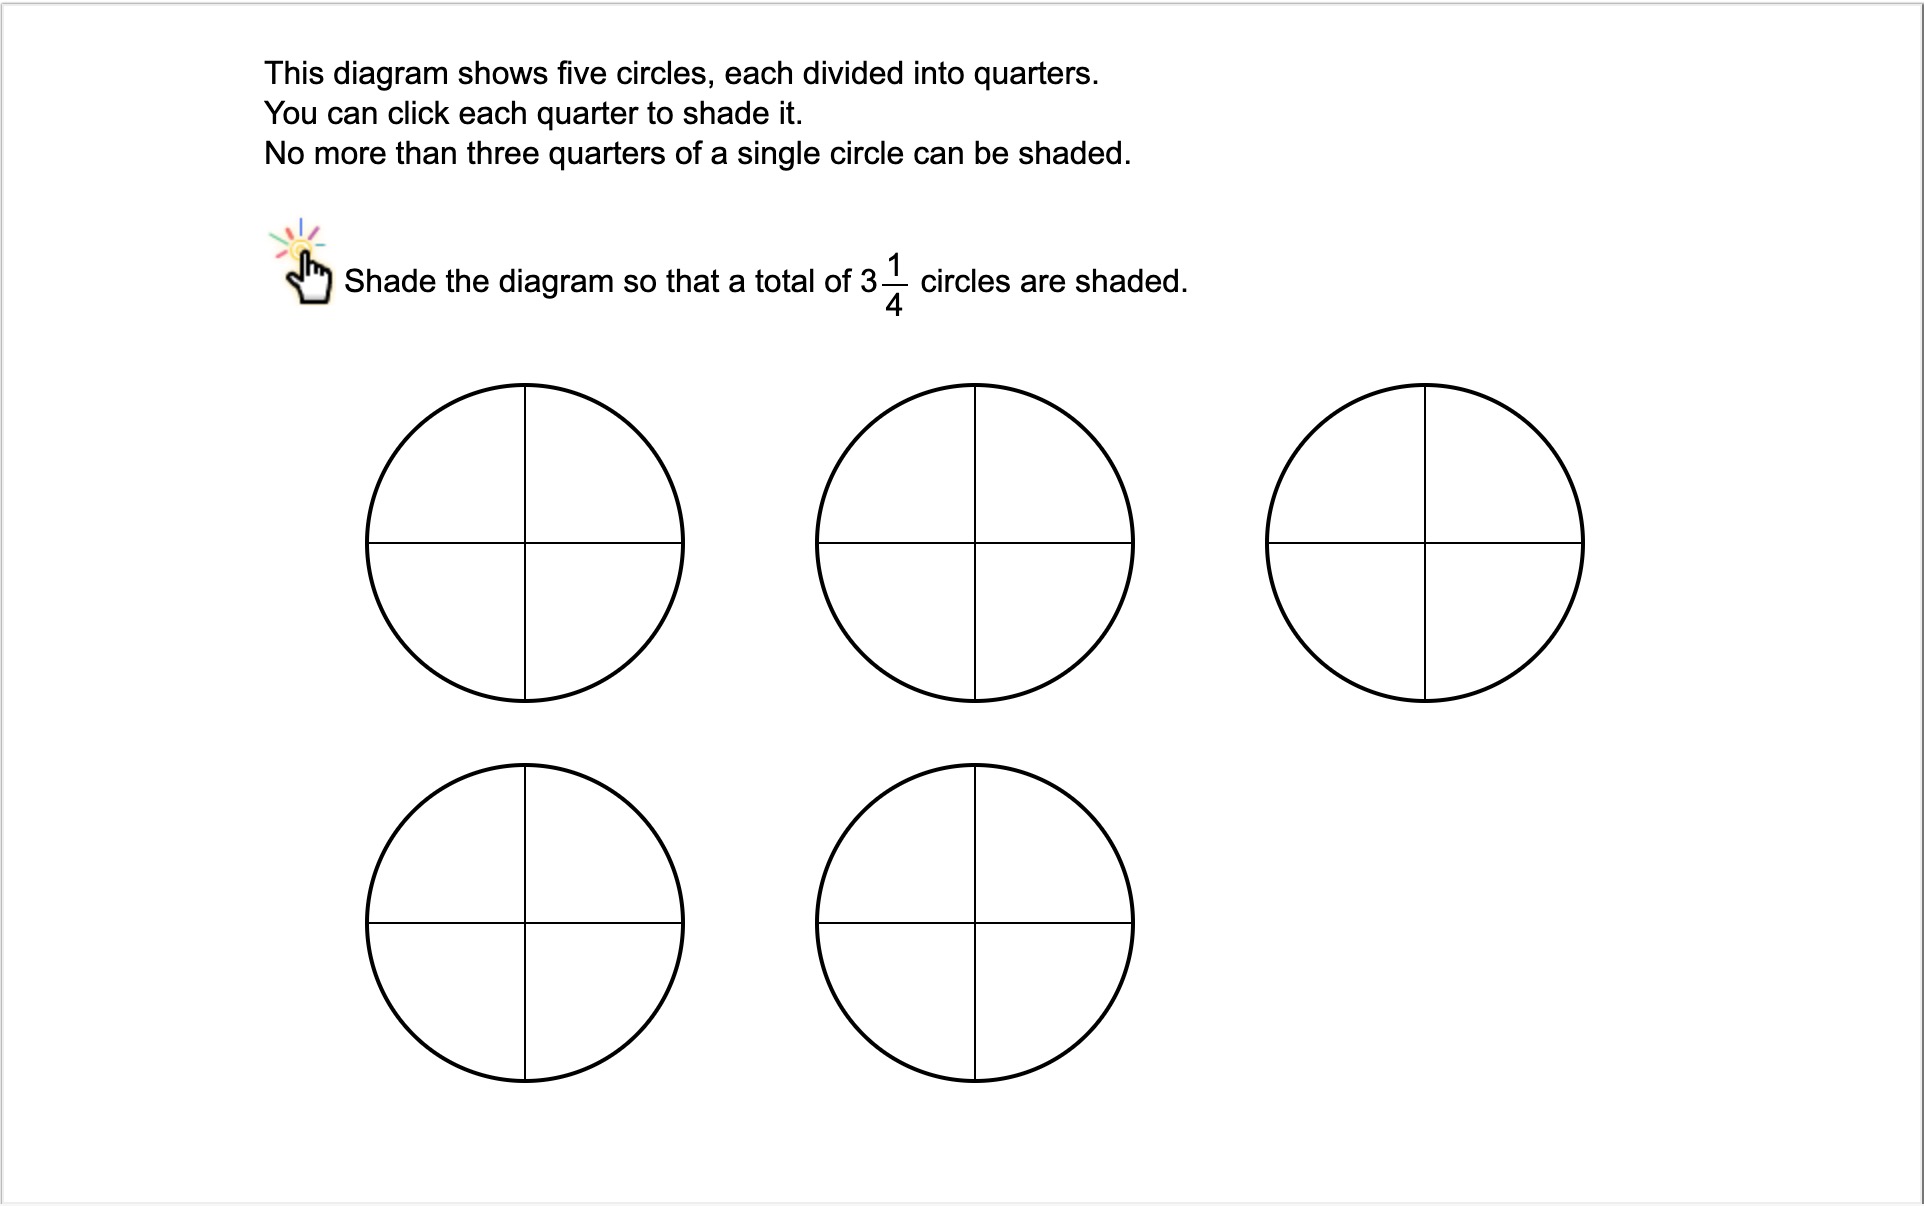 This diagram shows five circles, each divided into quarters.
You can click each quarter to shade it.
No more than three quarters of a single circle can be shaded.
Shade the diagram so that a total of 3 1/4 circles are shaded.